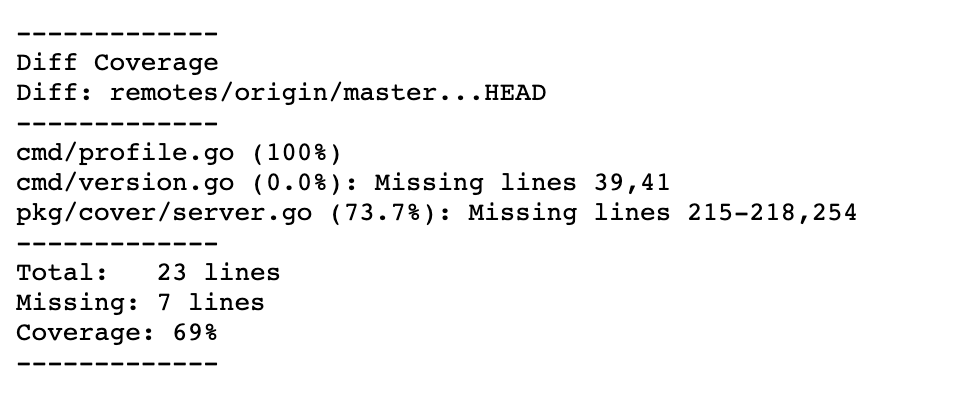 -------------
Diff Coverage
Diff: remotes/origin/master...HEAD
-------------
cmd/profile.go (100%)
cmd/version.go (0.0%): Missing lines 39,41
pkg/cover/server.go (73.7%): Missing lines 215-218,254
-------------
Total:   23 lines
Missing: 7 lines
Coverage: 69%
-------------